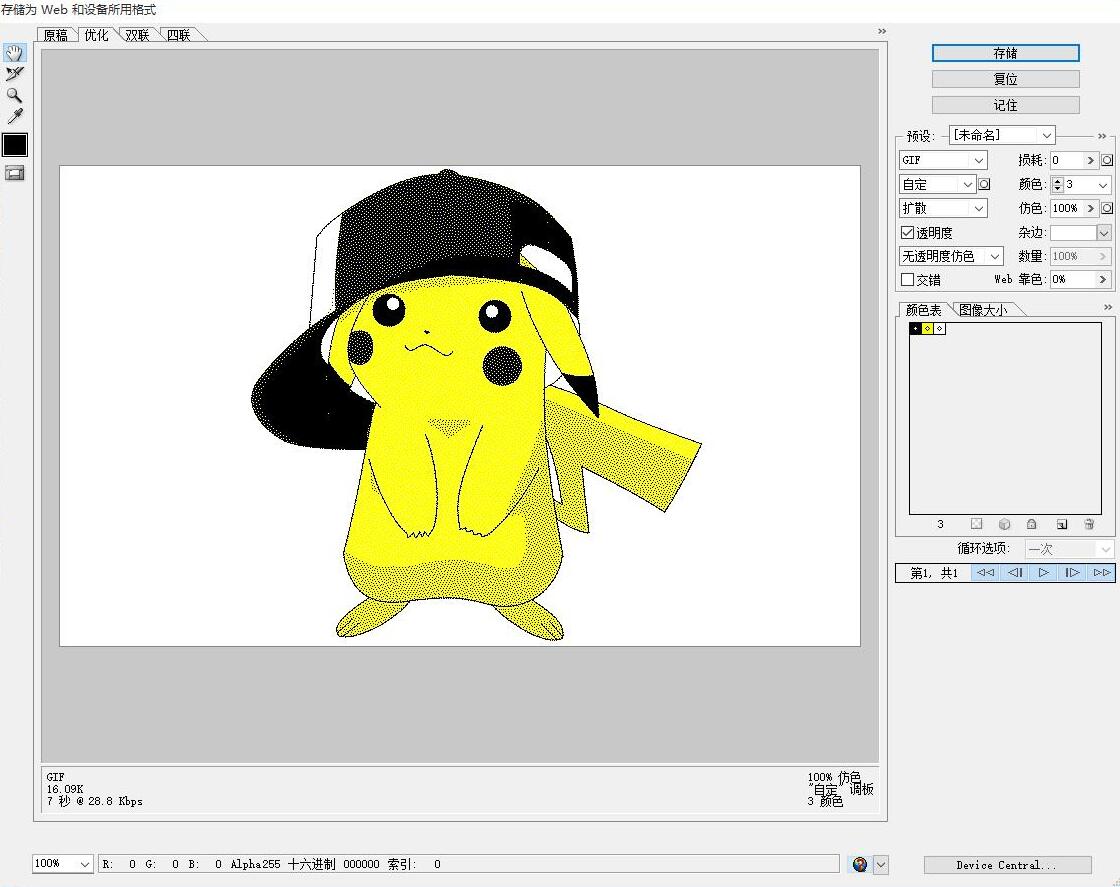 存储为 Web 和设备所用格式
原稿 优化 双联 四联
存储
复位
记住
预设: [未命名]
GIF 损耗: 0
自定 颜色: 3
扩散 仿色: 100%
透明度 杂边:
无透明度仿色 数量: 100%
交错 Web 靠色: 0%
颜色表 图像大小
3
循环选项: 一次
第1, 共1
GIF
16.09K
7 秒 @ 28.8 Kbps
100% 仿色
"自定" 调板
3 颜色
100% R: 0 G: 0 B: 0 Alpha255 十六进制 000000 索引: 0
Device Central...